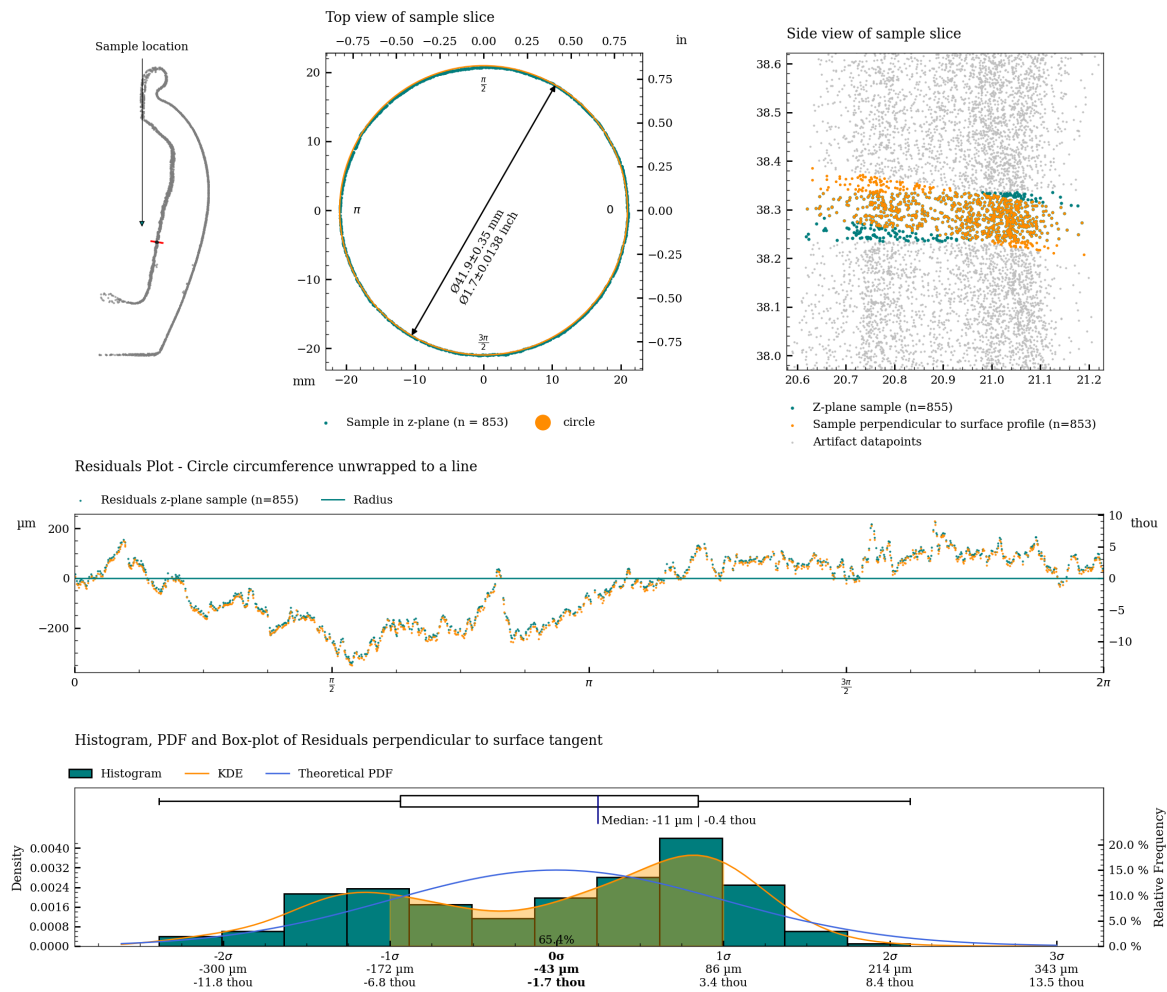 Sample location
Top view of sample slice
−0.75 −0.50 −0.25 0.00 0.25 0.50 0.75 in
20
10
0
−10
−20
0.75
0.50
0.25
0.00
−0.25
−0.50
−0.75
π/2
π
0
3π/2
Ø41.9±0.35 mm
Ø1.7±0.0138 inch
mm −20 −10 0 10 20
Sample in z-plane (n = 853) circle
Side view of sample slice
38.6
38.5
38.4
38.3
38.2
38.1
38.0
20.6 20.7 20.8 20.9 21.0 21.1 21.2
Z-plane sample (n=855)
Sample perpendicular to surface profile (n=853)
Artifact datapoints
Residuals Plot - Circle circumference unwrapped to a line
Residuals z-plane sample (n=855) Radius
µm
200
0
−200
10 thou
5
0
−5
−10
0 π/2 π 3π/2 2π
Histogram, PDF and Box-plot of Residuals perpendicular to surface tangent
Histogram KDE Theoretical PDF
Median: -11 µm | -0.4 thou
Density
0.0040
0.0032
0.0024
0.0016
0.0008
0.0000
20.0 %
15.0 %
10.0 %
5.0 %
0.0 %
Relative Frequency
65.4%
-2σ -1σ 0σ 1σ 2σ 3σ
-300 µm -172 µm -43 µm 86 µm 214 µm 343 µm
-11.8 thou -6.8 thou -1.7 thou 3.4 thou 8.4 thou 13.5 thou